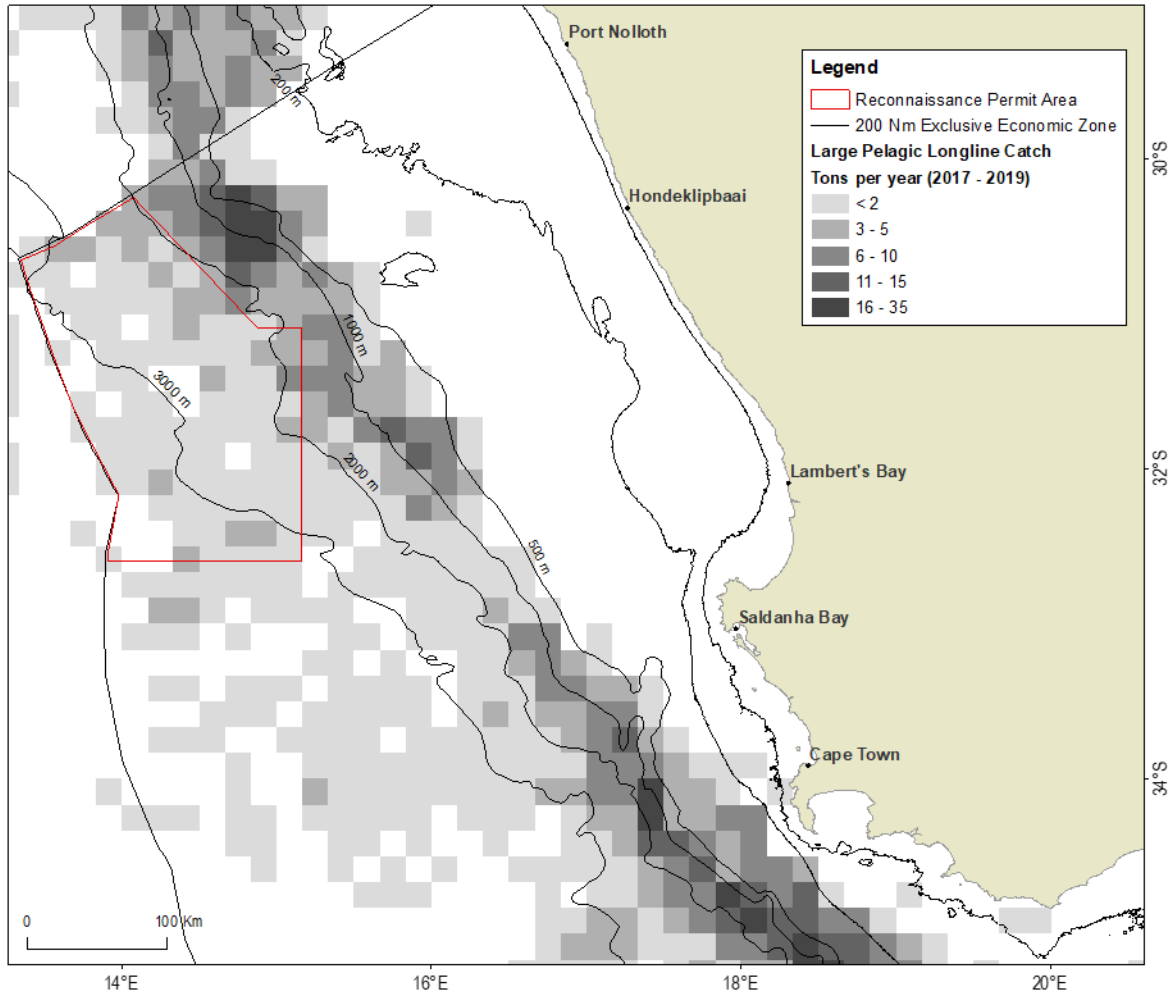 Port Nolloth
Legend
Reconnaissance Permit Area
200 Nm Exclusive Economic Zone
Large Pelagic Longline Catch
Tons per year (2017 - 2019)
< 2
3 - 5
6 - 10
11 - 15
16 - 35
200 m
30°S
Hondeklipbaai
1000 m
3000 m
2000 m
32°S
Lambert's Bay
500 m
Saldanha Bay
Cape Town
34°S
0
100 Km
14°E
16°E
18°E
20°E